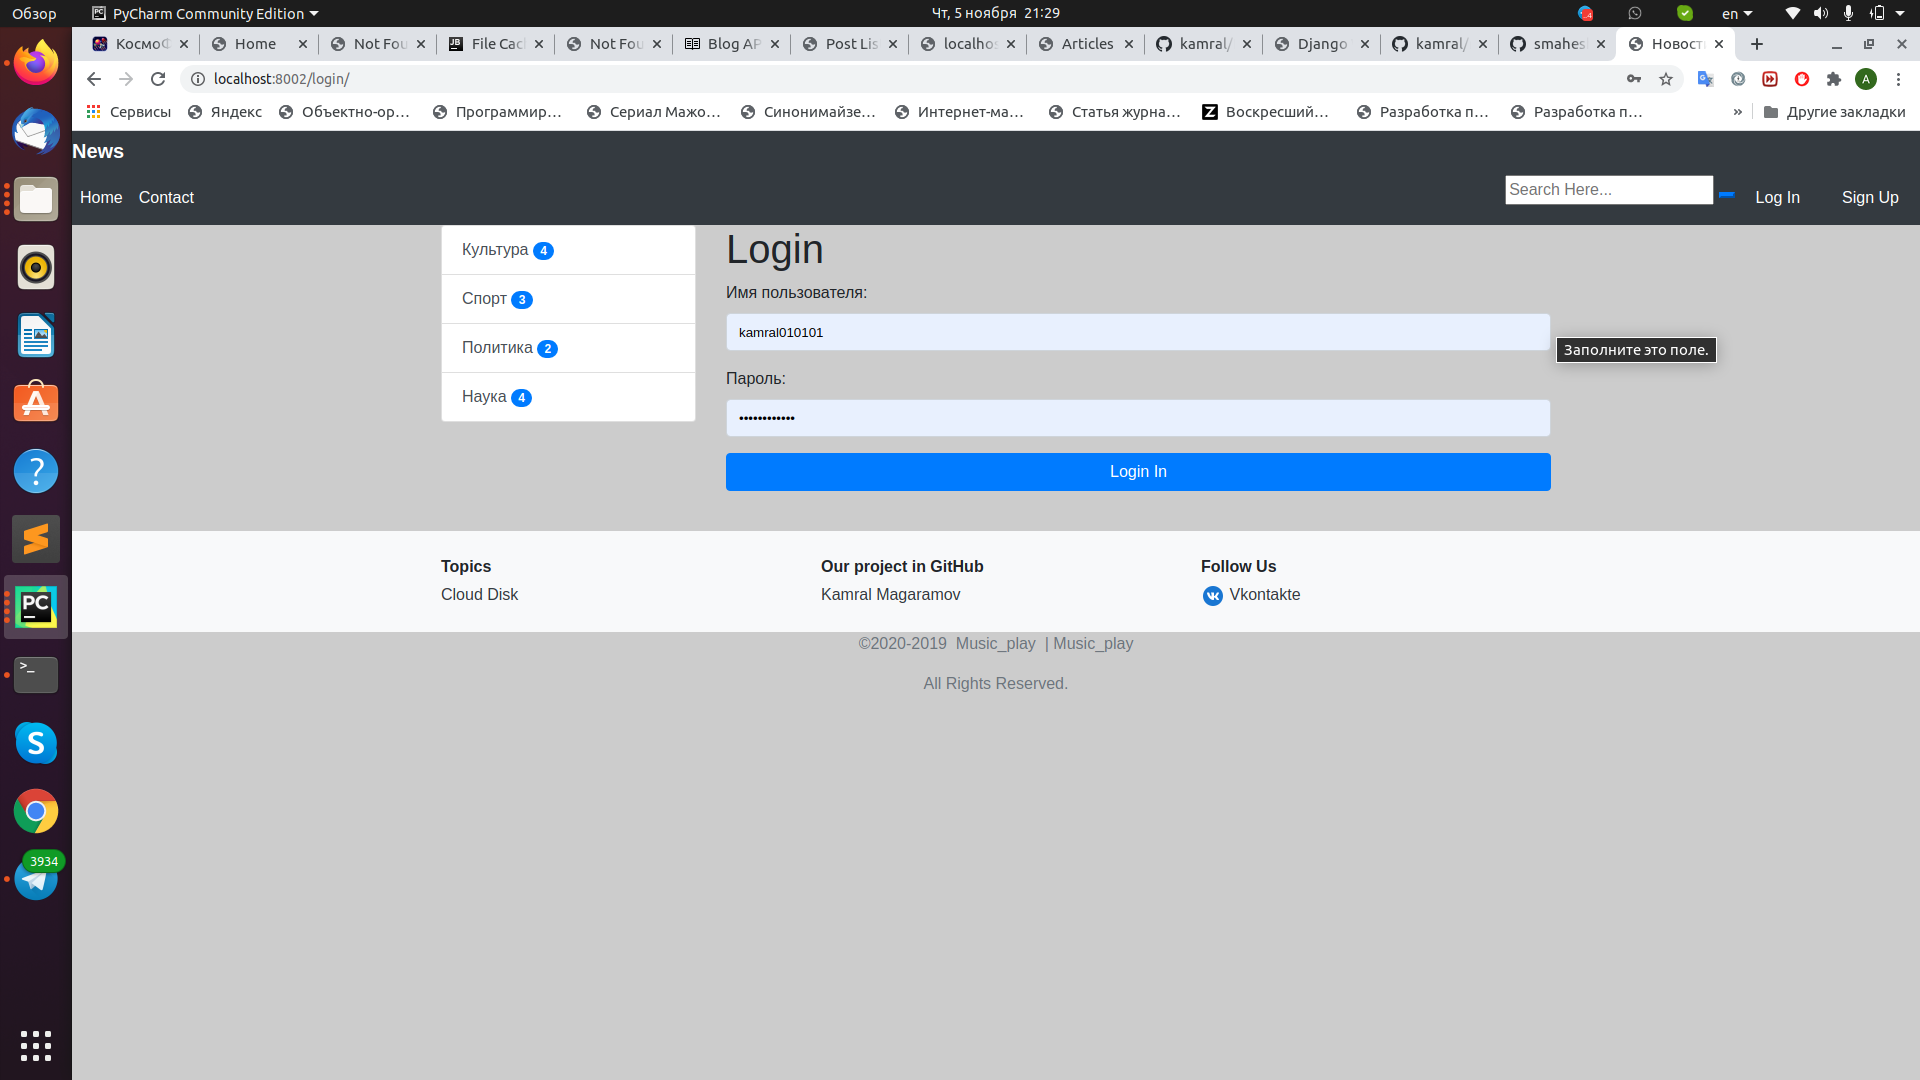 Обзор
PyCharm Community Edition
Чт, 5 ноября 21:29
4
en
КосмоФ
Home
Not Fou
File Cac
Not Fou
Blog AP
Post Lis
localhos
Articles
kamral/
Django
kamral/
smahes
Новост
localhost:8002/login/
A
Сервисы
Яндекс
Объектно-ор…
Программир…
Сериал Мажо…
Синонимайзе…
Интернет-ма…
Статья журна…
Воскресший…
Разработка п…
Разработка п…
»
Другие закладки
News
Home
Contact
Search Here...
Log In
Sign Up
Культура 4
Спорт 3
Политика 2
Наука 4
Login
Имя пользователя:
kamral010101
Заполните это поле.
Пароль:
••••••••••••
Login In
Topics
Cloud Disk
Our project in GitHub
Kamral Magaramov
Follow Us
Vkontakte
©2020-2019 Music_play | Music_play
All Rights Reserved.
PC
>_
S
3934